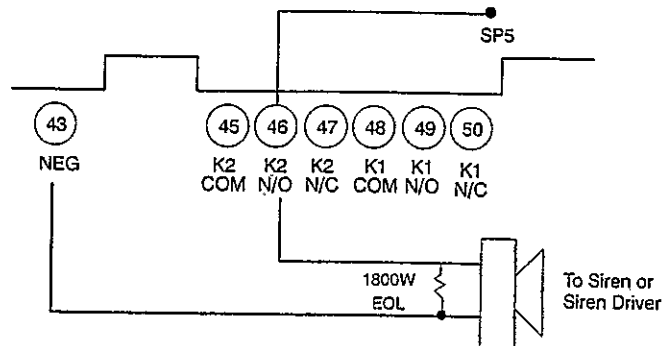 SP5
43 45 46 47 48 49 50
NEG K2 K2 K2 K1 K1 K1
COM N/O N/C COM N/O N/C
1800W
EOL
To Siren or
Siren Driver